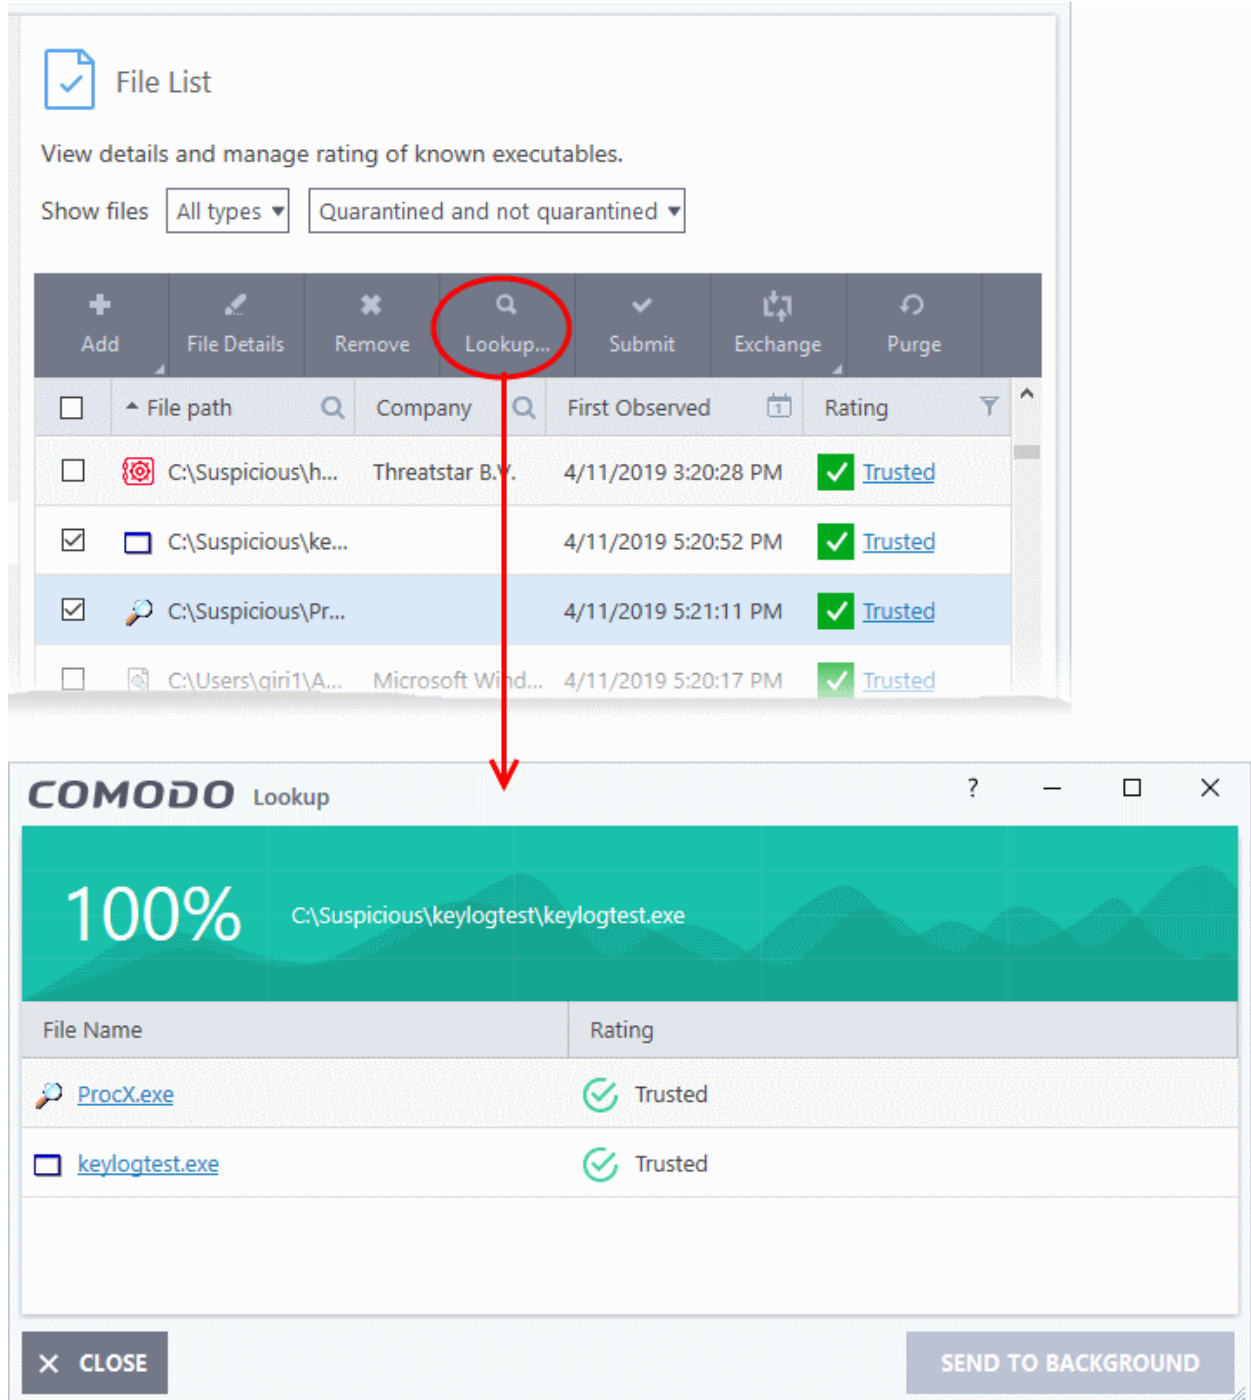 File List
View details and manage rating of known executables.
Show files All types Quarantined and not quarantined
Add File Details Remove Lookup... Submit Exchange Purge
File path Company First Observed 1 Rating
C:\Suspicious\h... Threatstar B.V. 4/11/2019 3:20:28 PM Trusted
C:\Suspicious\ke... 4/11/2019 5:20:52 PM Trusted
C:\Suspicious\Pr... 4/11/2019 5:21:11 PM Trusted
C:\Users\giri1\A... Microsoft Wind... 4/11/2019 5:20:17 PM Trusted
COMODO Lookup ?
100% C:\Suspicious\keylogtest\keylogtest.exe
File Name Rating
ProcX.exe Trusted
keylogtest.exe Trusted
CLOSE SEND TO BACKGROUND